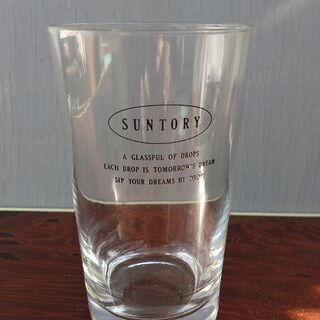 SUNTORY
A GLASSFUL OF DROPS
EACH DROP IS TOMORROW'S DREAM
SIP YOUR DREAMS BY DROPS